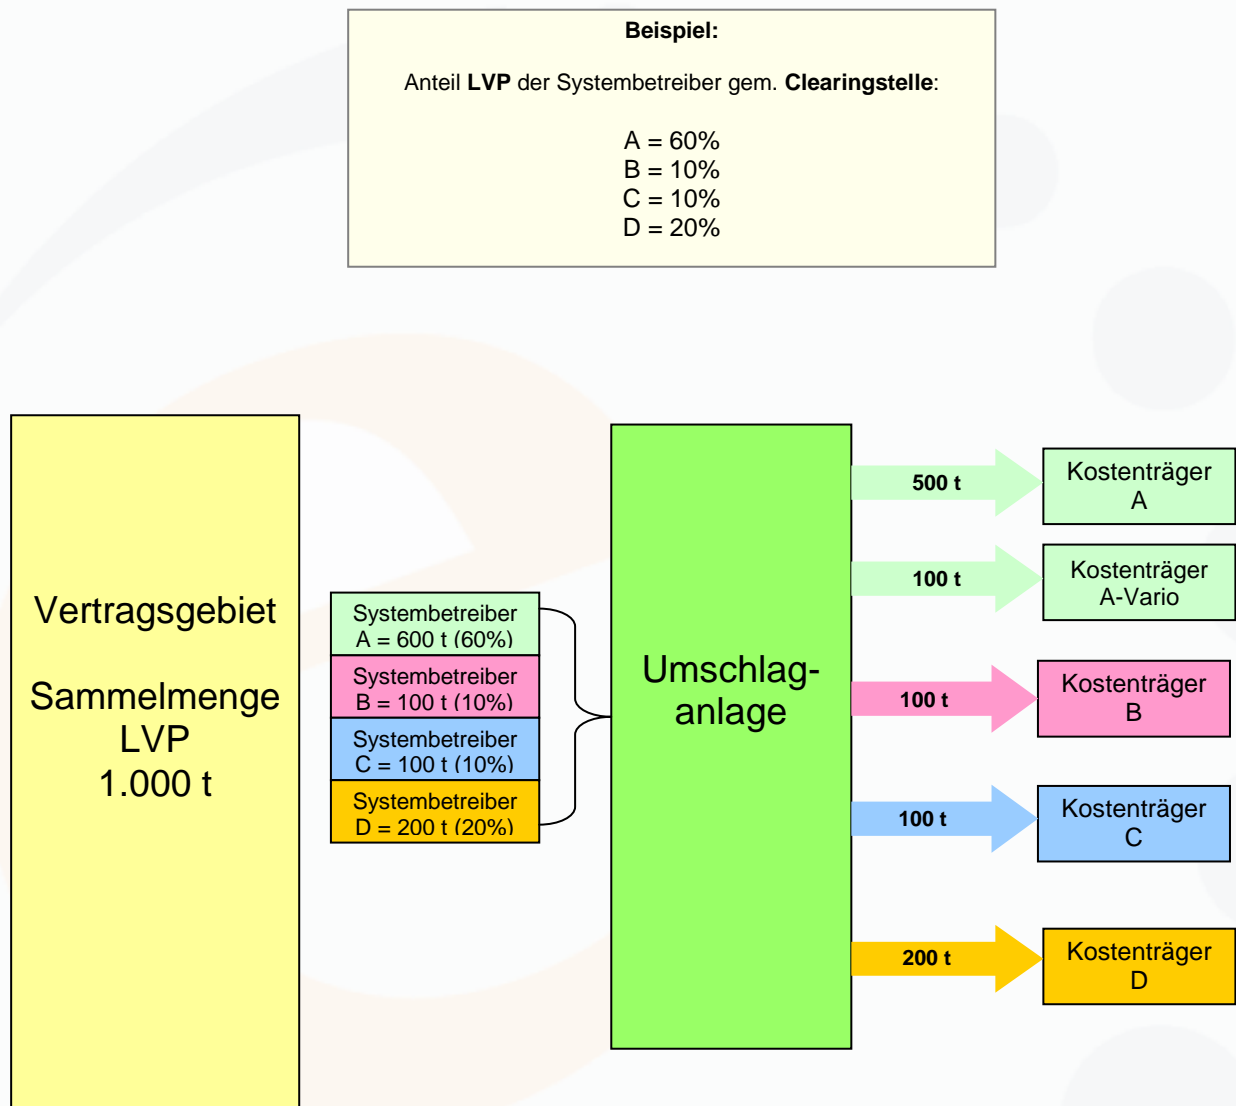 Beispiel:
Anteil LVP der Systembetreiber gem. Clearingstelle:
A = 60%
B = 10%
C = 10%
D = 20%
Vertragsgebiet
Sammelmenge
LVP
1.000 t
Systembetreiber
A = 600 t (60%)
Systembetreiber
B = 100 t (10%)
Systembetreiber
C = 100 t (10%)
Systembetreiber
D = 200 t (20%)
Umschlag-
anlage
500 t
Kostenträger
A
100 t
Kostenträger
A-Vario
100 t
Kostenträger
B
100 t
Kostenträger
C
200 t
Kostenträger
D